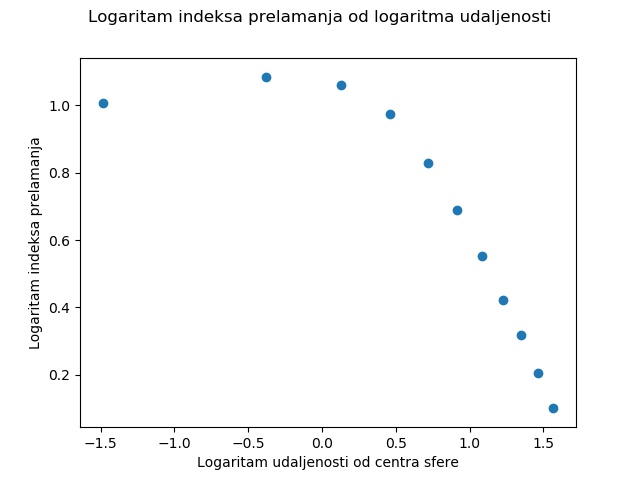 Logaritam indeksa prelamanja od logaritma udaljenosti
Logaritam indeksa prelamanja
1.0
0.8
0.6
0.4
0.2
−1.5 −1.0 −0.5 0.0 0.5 1.0 1.5
Logaritam udaljenosti od centra sfere